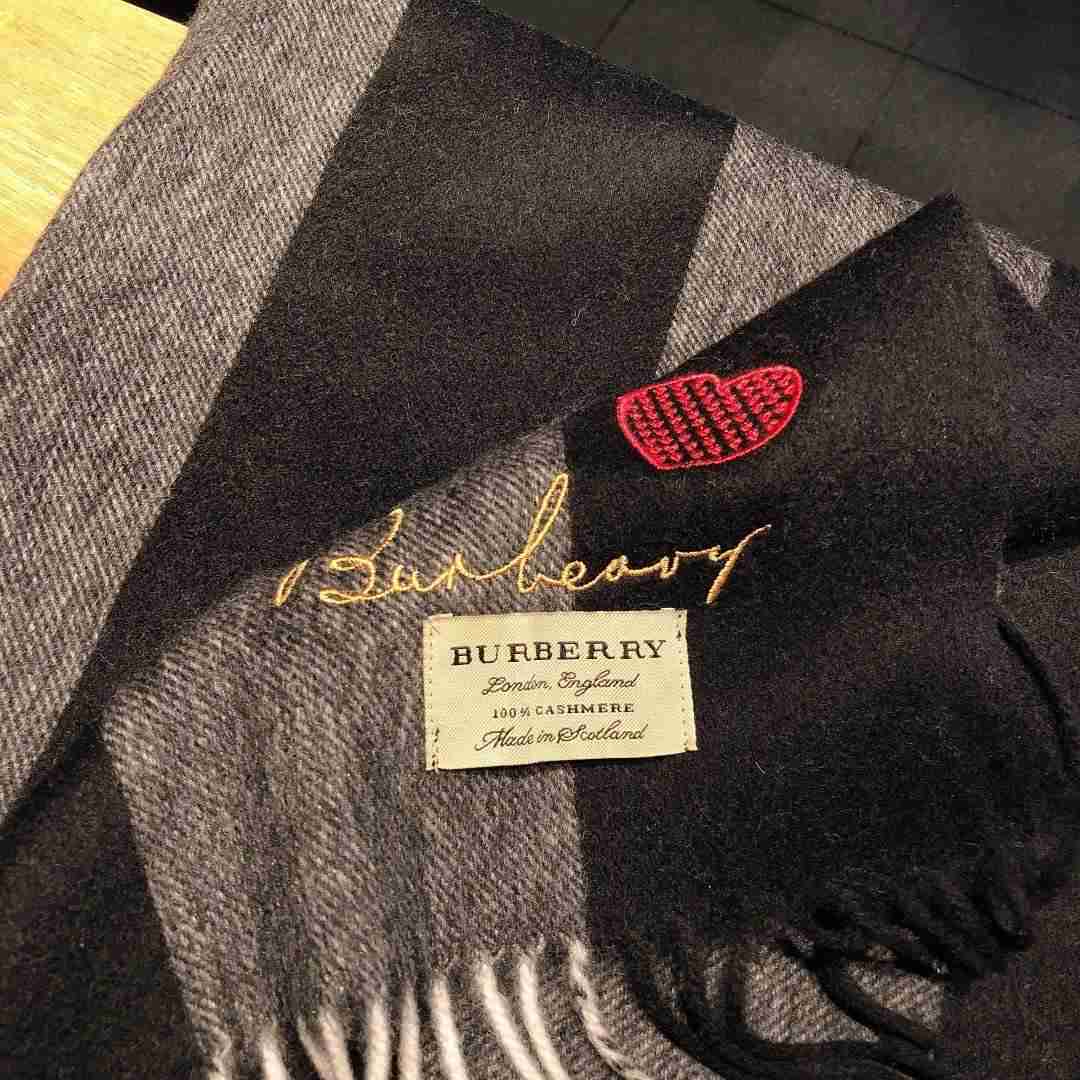 Burberry
BURBERRY
London, England
100% CASHMERE
Made in Scotland